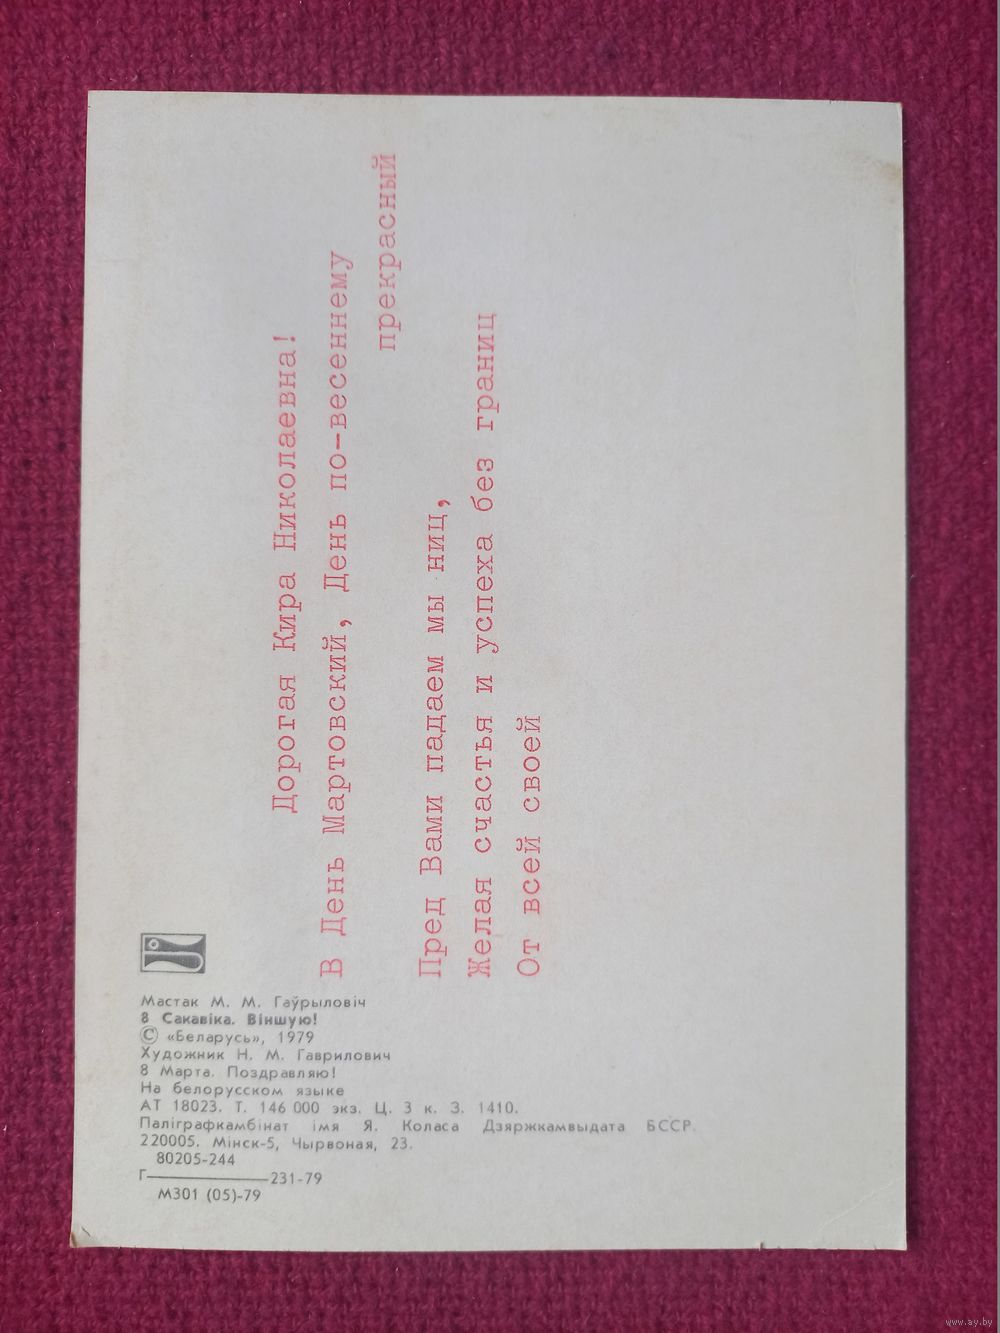 Дорогая Кира Николаевна!
В День Мартовский, День по-весеннему
прекрасный
Пред Вами падаем мы ниц,
Желая счастья и успеха без границ
От всей своей
Мастак М. М. Гаўрыловіч
8 Сакавіка. Віншую!
© «Беларусь», 1979
Художник Н. М. Гаврилович
8 Марта. Поздравляю!
На белорусском языке
АТ 18023. Т. 146 000 экз. Ц. 3 к. З. 1410.
Паліграфкамбінат імя Я. Коласа Дзяржкамвыдата БССР.
220005. Мінск-5, Чырвоная, 23.
80205-244
Г————231-79
М301 (05)-79
www.ay.by